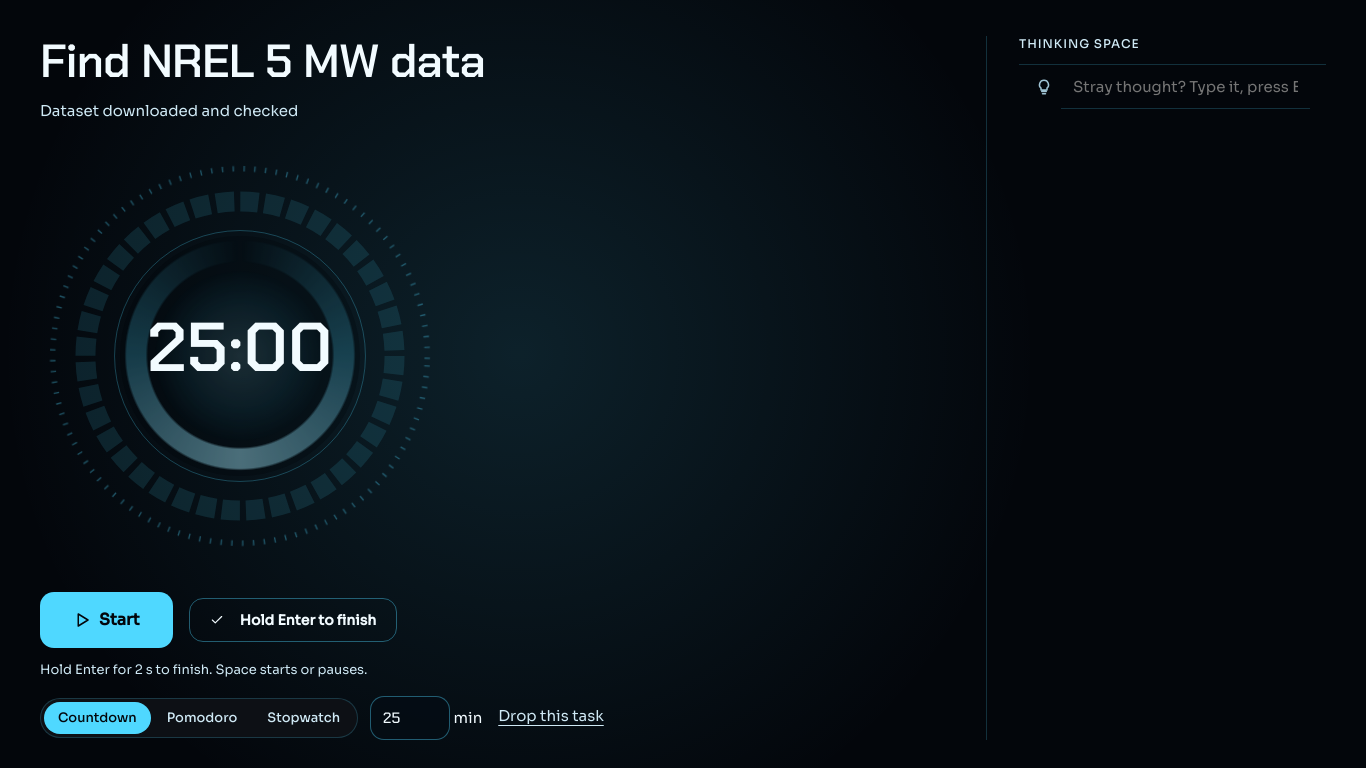 Find NREL 5 MW data
Dataset downloaded and checked
25:00
Start
Hold Enter to finish
Hold Enter for 2 s to finish. Space starts or pauses.
Countdown
Pomodoro
Stopwatch
25 min
Drop this task
THINKING SPACE
Stray thought? Type it, press